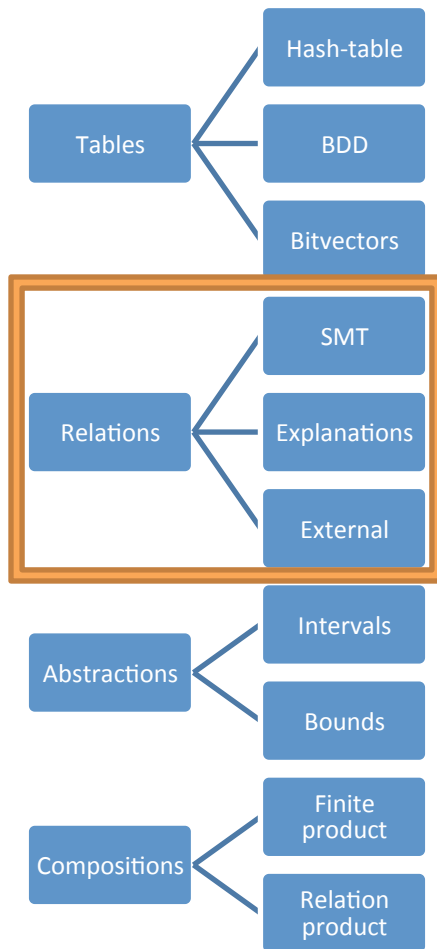 Tables
Hash-table
BDD
Bitvectors
Relations
SMT
Explanations
External
Abstractions
Intervals
Bounds
Compositions
Finite
product
Relation
product